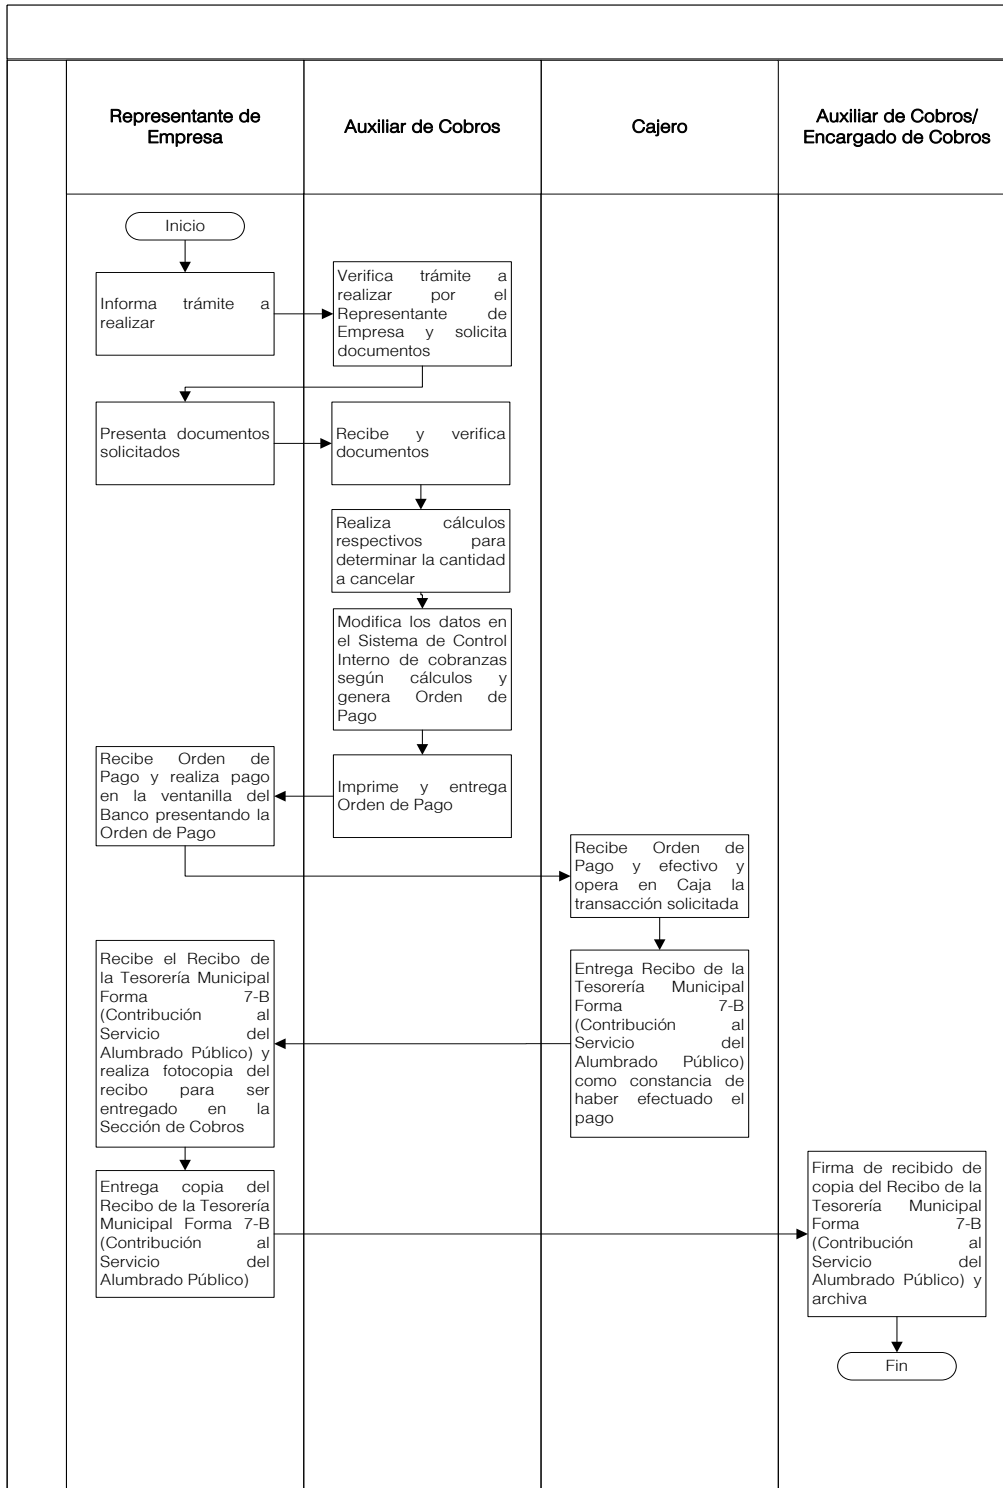 Representante de
Empresa
Auxiliar de Cobros
Cajero
Auxiliar de Cobros/
Encargado de Cobros
Inicio
Informa trámite a
realizar
Verifica trámite a
realizar por el
Representante de
Empresa y solicita
documentos
Presenta documentos
solicitados
Recibe y verifica
documentos
Realiza cálculos
respectivos para
determinar la cantidad
a cancelar
Modifica los datos en
el Sistema de Control
Interno de cobranzas
según cálculos y
genera Orden de
Pago
Imprime y entrega
Orden de Pago
Recibe Orden de
Pago y realiza pago
en la ventanilla del
Banco presentando la
Orden de Pago
Recibe Orden de
Pago y efectivo y
opera en Caja la
transacción solicitada
Entrega Recibo de la
Tesorería Municipal
Forma 7-B
(Contribución al
Servicio del
Alumbrado Público)
como constancia de
haber efectuado el
pago
Recibe el Recibo de
la Tesorería Municipal
Forma 7-B
(Contribución al
Servicio del
Alumbrado Público) y
realiza fotocopia del
recibo para ser
entregado en la
Sección de Cobros
Entrega copia del
Recibo de la Tesorería
Municipal Forma 7-B
(Contribución al
Servicio del
Alumbrado Público)
Firma de recibido de
copia del Recibo de la
Tesorería Municipal
Forma 7-B
(Contribución al
Servicio del
Alumbrado Público) y
archiva
Fin